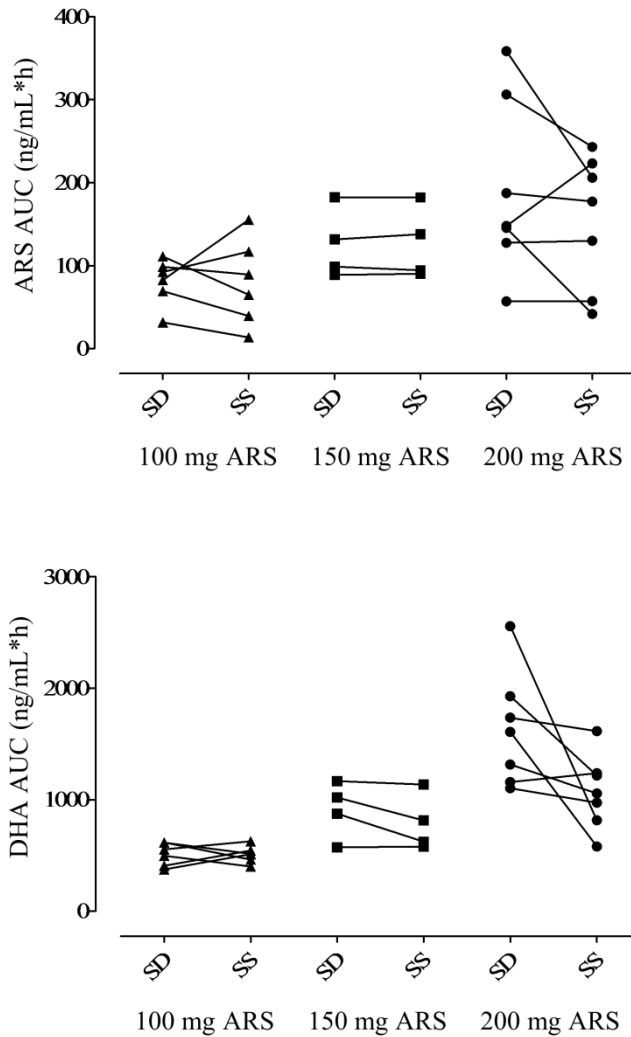 ARS AUC (ng/mL*h)
400
300
200
100
0
SD SS SD SS SD SS
100 mg ARS 150 mg ARS 200 mg ARS
DHA AUC (ng/mL*h)
3000
2000
1000
0
SD SS SD SS SD SS
100 mg ARS 150 mg ARS 200 mg ARS